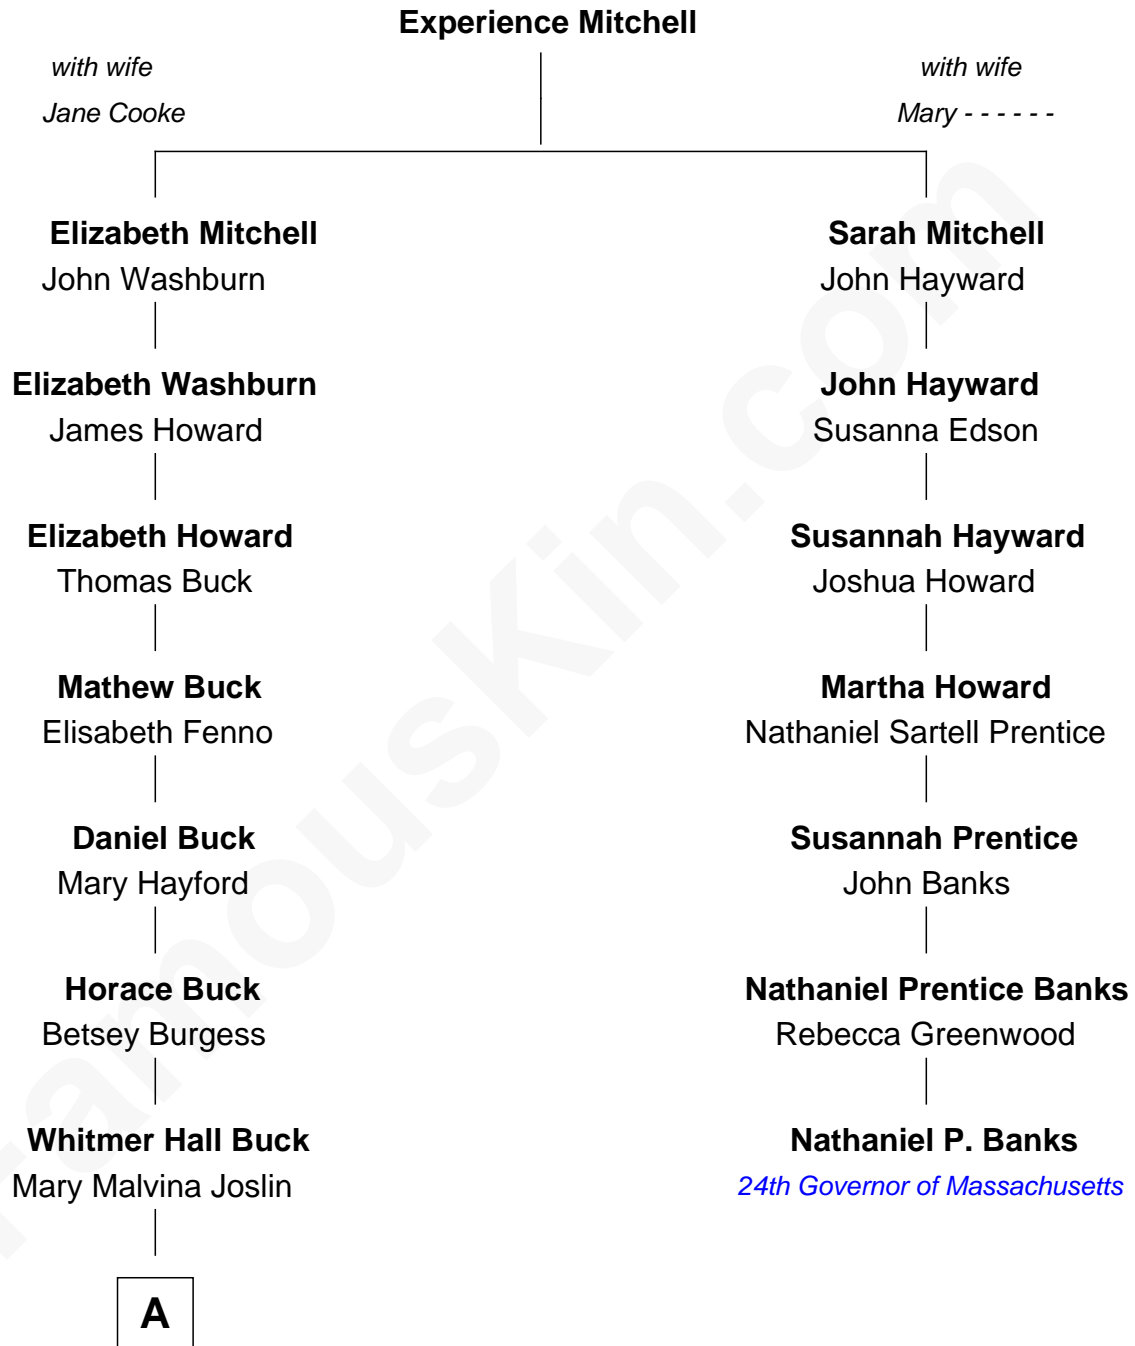 Experience Mitchell
with wife
Jane Cooke
with wife
Mary - - - - - -
Elizabeth Mitchell
John Washburn
Sarah Mitchell
John Hayward
Elizabeth Washburn
James Howard
John Hayward
Susanna Edson
Elizabeth Howard
Thomas Buck
Susannah Hayward
Joshua Howard
Mathew Buck
Elisabeth Fenno
Martha Howard
Nathaniel Sartell Prentice
Daniel Buck
Mary Hayford
Susannah Prentice
John Banks
Horace Buck
Betsey Burgess
Nathaniel Prentice Banks
Rebecca Greenwood
Whitmer Hall Buck
Mary Malvina Joslin
Nathaniel P. Banks
24th Governor of Massachusetts
A
FamousKin.com